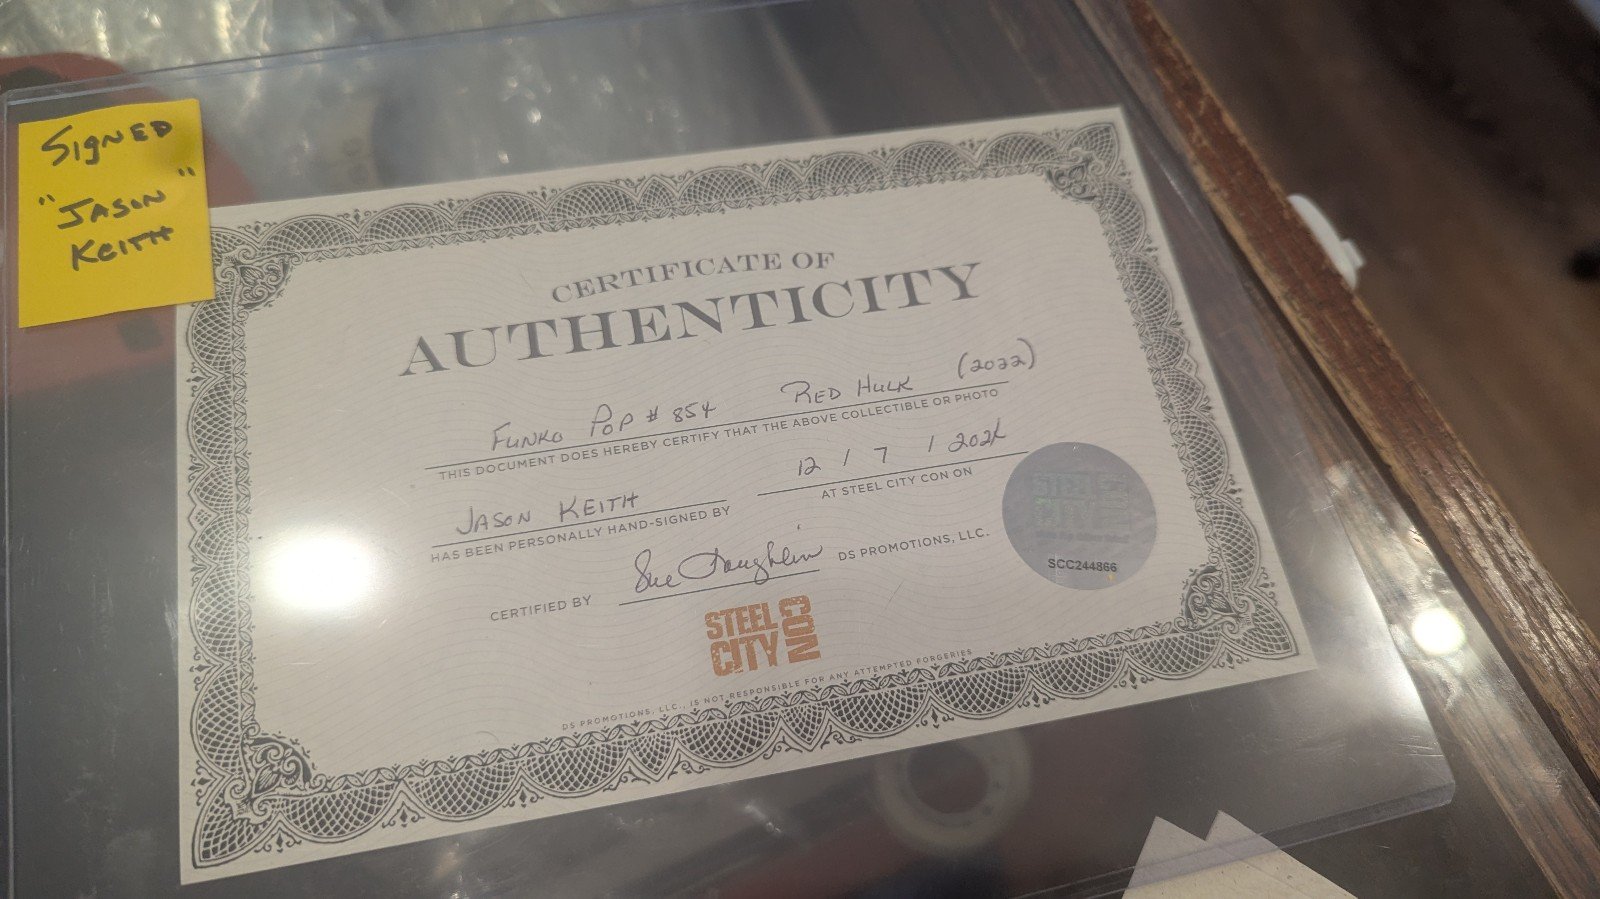 SIGNED
"JASON"
KEITH
CERTIFICATE OF
AUTHENTICITY
FUNKO POP # 854 RED HULK (2022)
THIS DOCUMENT DOES HEREBY CERTIFY THAT THE ABOVE COLLECTIBLE OR PHOTO
JASON KEITH 12 / 7 /
HAS BEEN PERSONALLY HAND-SIGNED BY AT STEEL CITY CON ON
CERTIFIED BY Sue DS PROMOTIONS, LLC.
SCC244866
STEEL
CITY
CON
DS PROMOTIONS, LLC., IS NOT RESPONSIBLE FOR ANY ATTEMPTED FORGERIES